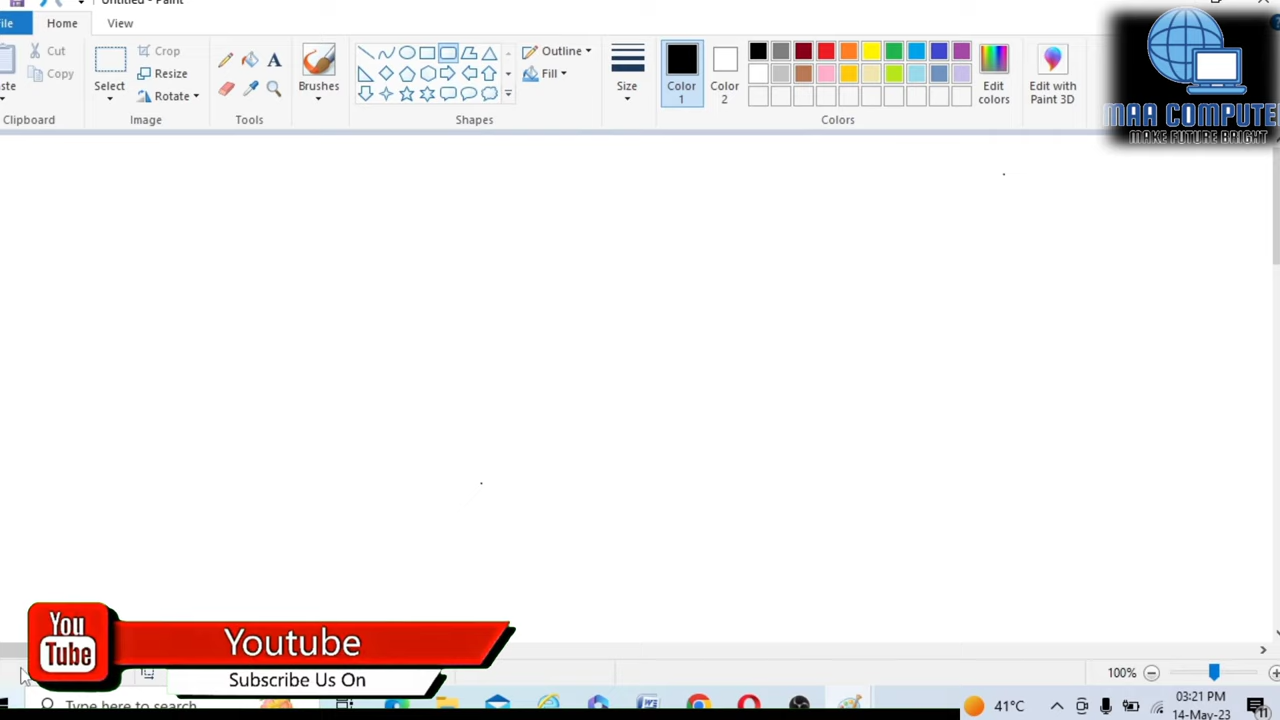 Untitled - Paint
File Home View
Cut
Copy
Paste
Clipboard
Select
Crop
Resize
Rotate
Image
Tools
Brushes
Shapes
Outline
Fill
Size
Color 1
Color 2
Colors
Edit colors
Edit with Paint 3D
MAA COMPUTE
MAKE FUTURE BRIGHT
You Tube
Youtube
Subscribe Us On
100%
Type here to search
41°C
03:21 PM
14-May-23
11